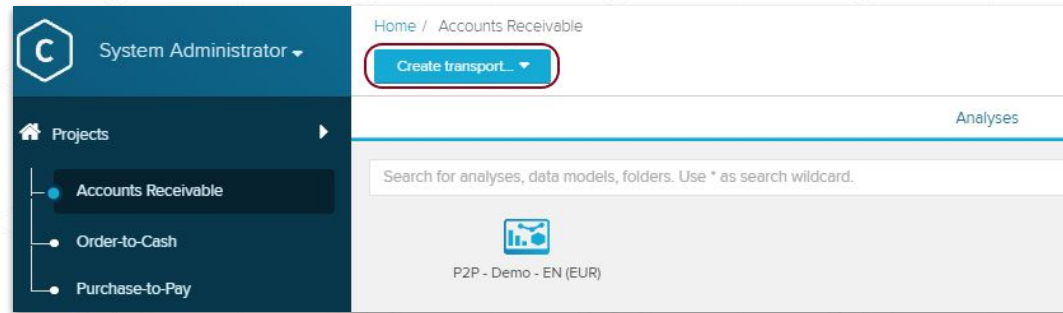 C
System Administrator
Home / Accounts Receivable
Create transport...
Projects
Accounts Receivable
Order-to-Cash
Purchase-to-Pay
Analyses
Search for analyses, data models, folders. Use * as search wildcard.
P2P - Demo - EN (EUR)